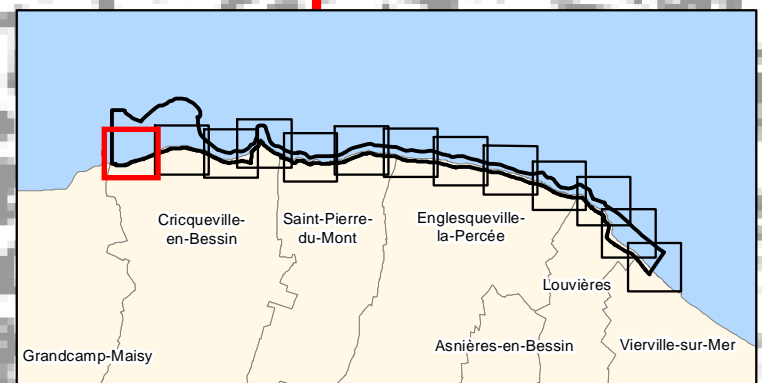 Cricqueville-
en-Bessin
Saint-Pierre-
du-Mont
Englesqueville-
la-Percée
Louvières
Grandcamp-Maisy
Asnières-en-Bessin
Vierville-sur-Mer